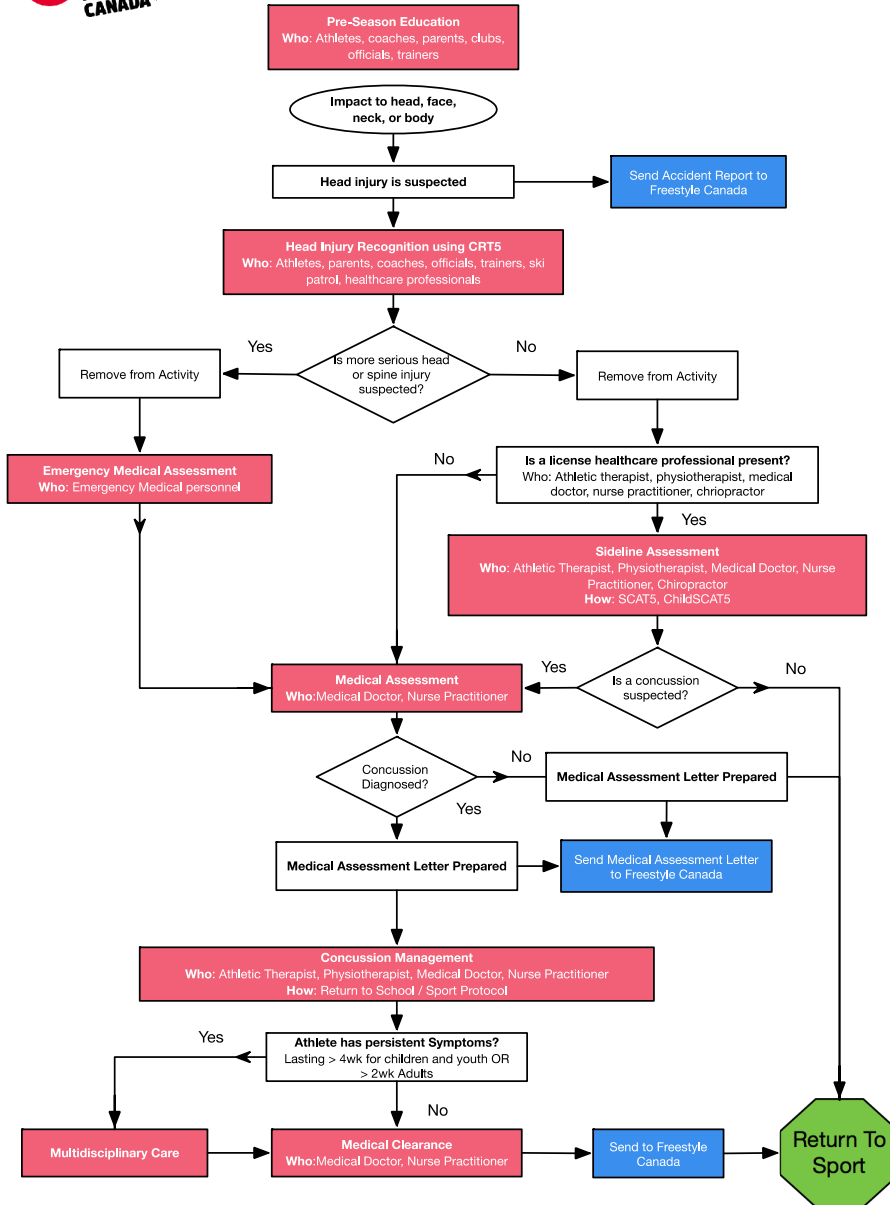 CANADA
Pre-Season Education
Who: Athletes, coaches, parents, clubs,
officials, trainers
Impact to head, face,
neck, or body
Head injury is suspected
Send Accident Report to
Freestyle Canada
Head Injury Recognition using CRT5
Who: Athletes, parents, coaches, officials, trainers, ski
patrol, healthcare professionals
Yes
Is more serious head
or spine injury
suspected?
No
Remove from Activity
Remove from Activity
Emergency Medical Assessment
Who: Emergency Medical personnel
No
Is a license healthcare professional present?
Who: Athletic therapist, physiotherapist, medical
doctor, nurse practitioner, chriopractor
Yes
Sideline Assessment
Who: Athletic Therapist, Physiotherapist, Medical Doctor, Nurse
Practitioner, Chiropractor
How: SCAT5, ChildSCAT5
Medical Assessment
Who:Medical Doctor, Nurse Practitioner
Yes
Is a concussion
suspected?
No
Concussion
Diagnosed?
No
Medical Assessment Letter Prepared
Yes
Medical Assessment Letter Prepared
Send Medical Assessment Letter
to Freestyle Canada
Concussion Management
Who: Athletic Therapist, Physiotherapist, Medical Doctor, Nurse Practitioner
How: Return to School / Sport Protocol
Yes
Athlete has persistent Symptoms?
Lasting > 4wk for children and youth OR
> 2wk Adults
No
Multidisciplinary Care
Medical Clearance
Who:Medical Doctor, Nurse Practitioner
Send to Freestyle
Canada
Return To
Sport